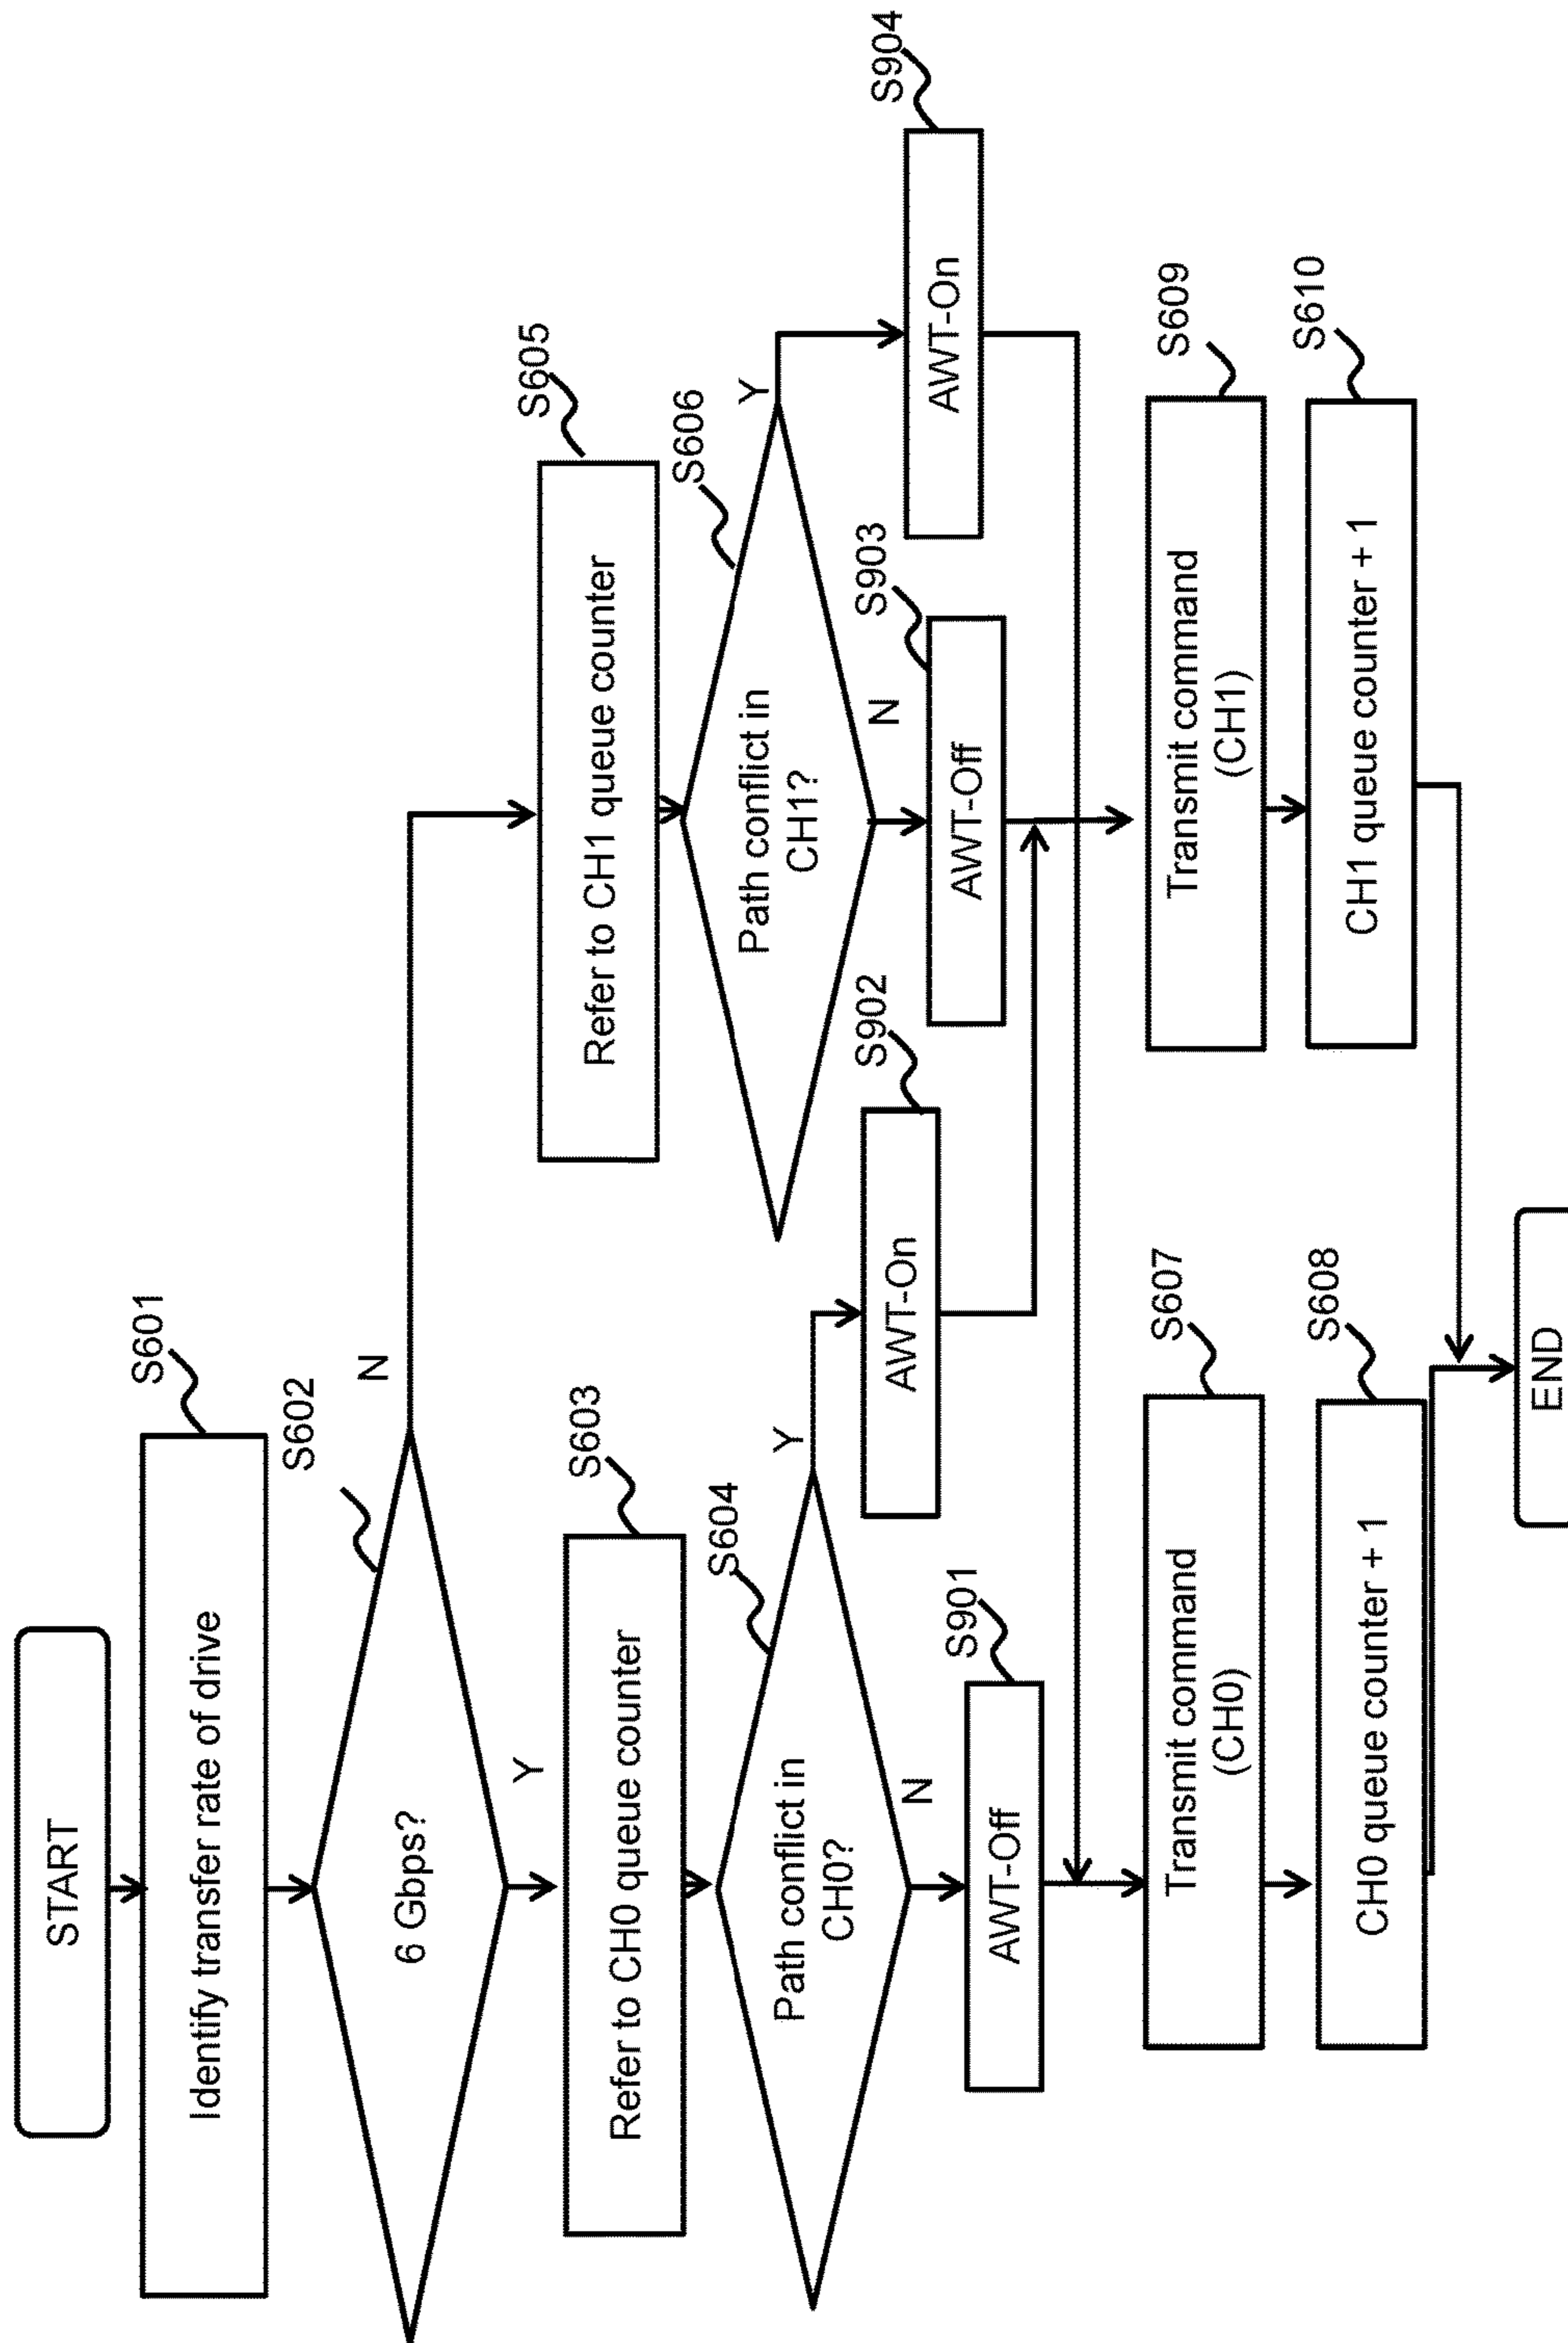 START
Identify transfer rate of drive
S601
6 Gbps?
S602
N
Y
Refer to CH0 queue counter
S603
Refer to CH1 queue counter
S605
Path conflict in
CH0?
S604
Y
N
Path conflict in
CH1?
S606
Y
N
AWT-Off
S901
AWT-On
S902
AWT-Off
S903
AWT-On
S904
Transmit command
(CH0)
S607
Transmit command
(CH1)
S609
CH0 queue counter + 1
S608
CH1 queue counter + 1
S610
END